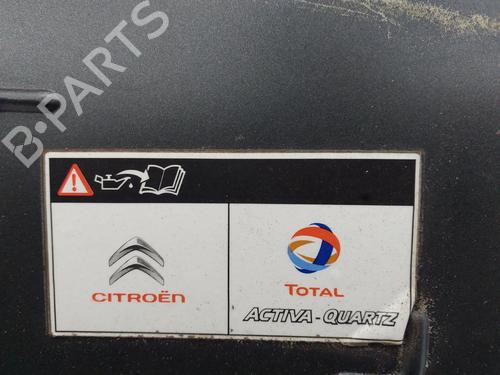 B-PARTS
CITROËN
TOTAL
ACTIVA-QUARTZ